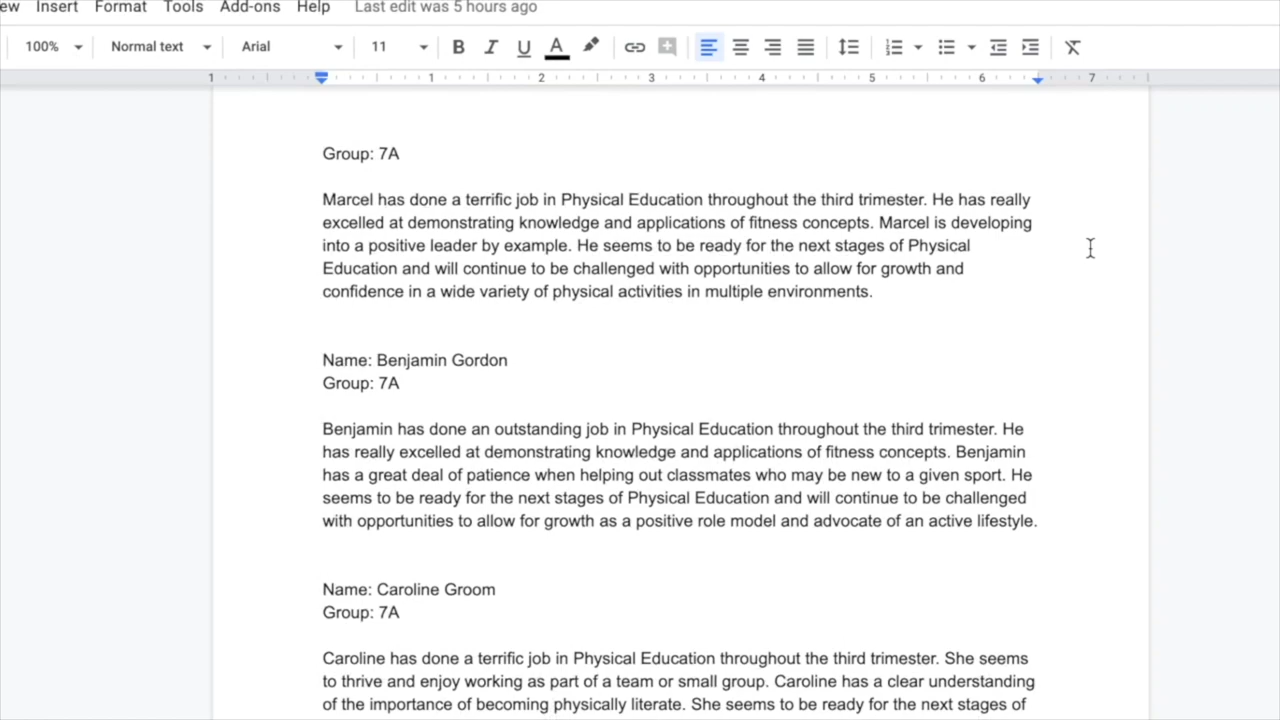 ew Insert Format Tools Add-ons Help Last edit was 5 hours ago
100% Normal text Arial 11 B I U A
1 1 2 3 4 5 6 7
Group: 7A
Marcel has done a terrific job in Physical Education throughout the third trimester. He has really
excelled at demonstrating knowledge and applications of fitness concepts. Marcel is developing
into a positive leader by example. He seems to be ready for the next stages of Physical
Education and will continue to be challenged with opportunities to allow for growth and
confidence in a wide variety of physical activities in multiple environments.
Name: Benjamin Gordon
Group: 7A
Benjamin has done an outstanding job in Physical Education throughout the third trimester. He
has really excelled at demonstrating knowledge and applications of fitness concepts. Benjamin
has a great deal of patience when helping out classmates who may be new to a given sport. He
seems to be ready for the next stages of Physical Education and will continue to be challenged
with opportunities to allow for growth as a positive role model and advocate of an active lifestyle.
Name: Caroline Groom
Group: 7A
Caroline has done a terrific job in Physical Education throughout the third trimester. She seems
to thrive and enjoy working as part of a team or small group. Caroline has a clear understanding
of the importance of becoming physically literate. She seems to be ready for the next stages of